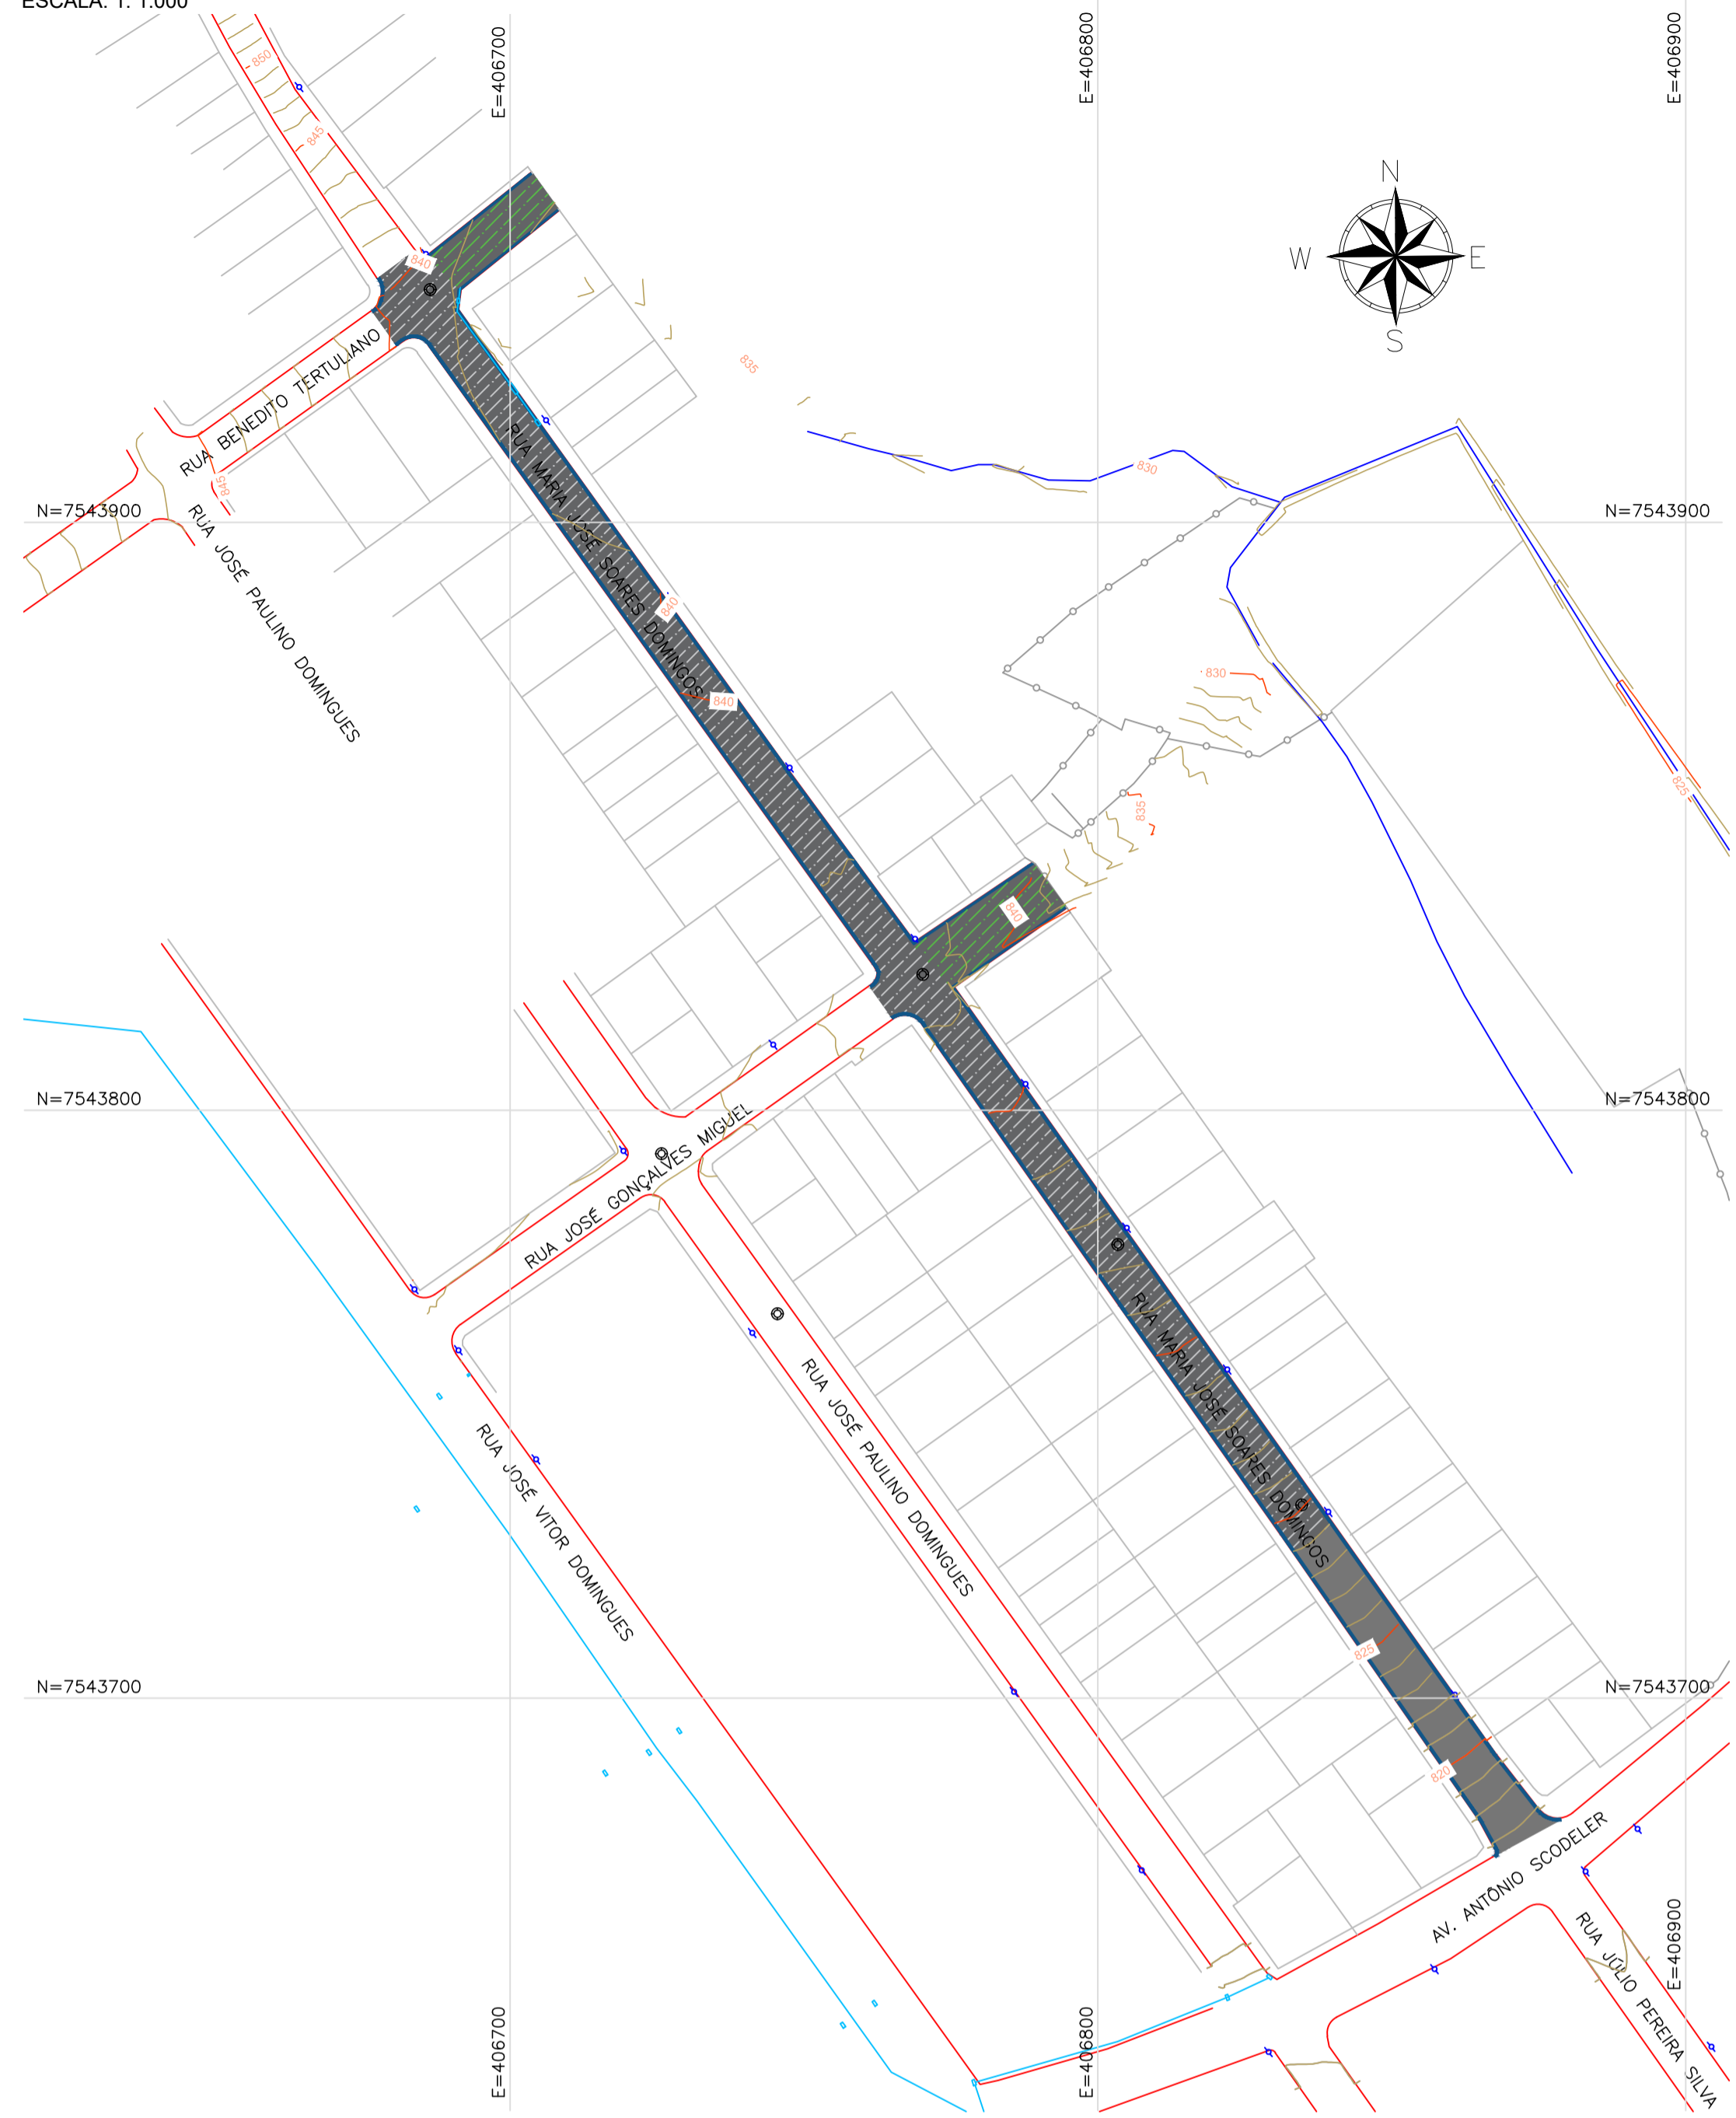 ESCALA: 1: 1.000
E=406700
E=406800
E=406900
850
845
N
W
E
S
840
835
RUA BENEDITO TERTULIANO
830
845
N=7543900
N=7543900
RUA MARIA JOSÉ SOARES DOMINGOS
RUA JOSÉ PAULINO DOMINGUES
840
830
840
825
835
840
N=7543800
N=7543800
RUA JOSÉ GONÇALVES MIGUEL
RUA MARIA JOSÉ SOARES DOMINGOS
RUA JOSÉ PAULINO DOMINGUES
RUA JOSÉ VITOR DOMINGUES
825
N=7543700
N=7543700
820
AV. ANTÔNIO SCODELER
RUA JÚLIO PEREIRA SILVA
E=406700
E=406800
E=406900